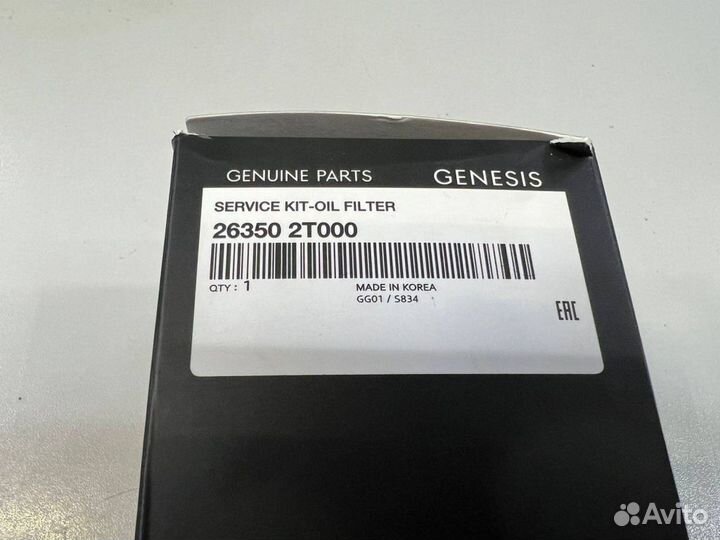 GENUINE PARTS GENESIS
SERVICE KIT-OIL FILTER
26350 2T000
QTY : 1 MADE IN KOREA
GG01 / S834
EAC
Avito